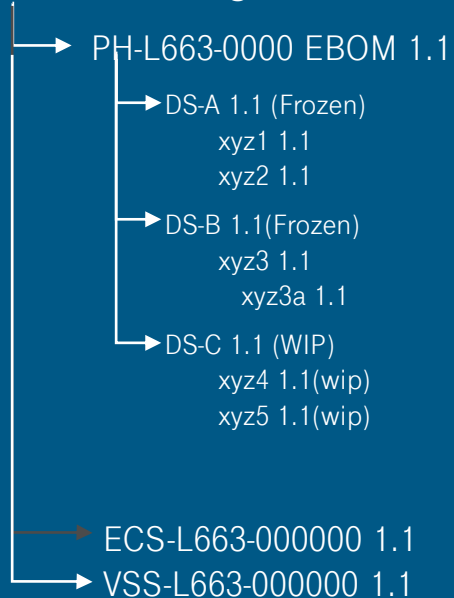 PH-L663-0000 EBOM 1.1
DS-A 1.1 (Frozen)
xyz1 1.1
xyz2 1.1
DS-B 1.1(Frozen)
xyz3 1.1
xyz3a 1.1
DS-C 1.1 (WIP)
xyz4 1.1(wip)
xyz5 1.1(wip)
ECS-L663-000000 1.1
VSS-L663-000000 1.1